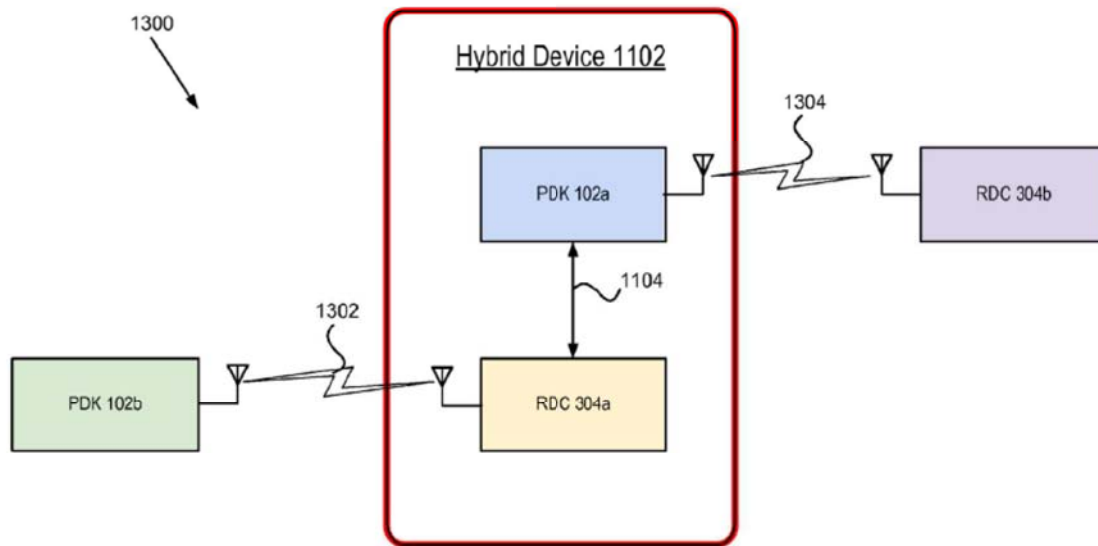 1300
Hybrid Device 1102
1304
PDK 102a
RDC 304b
1104
1302
PDK 102b
RDC 304a